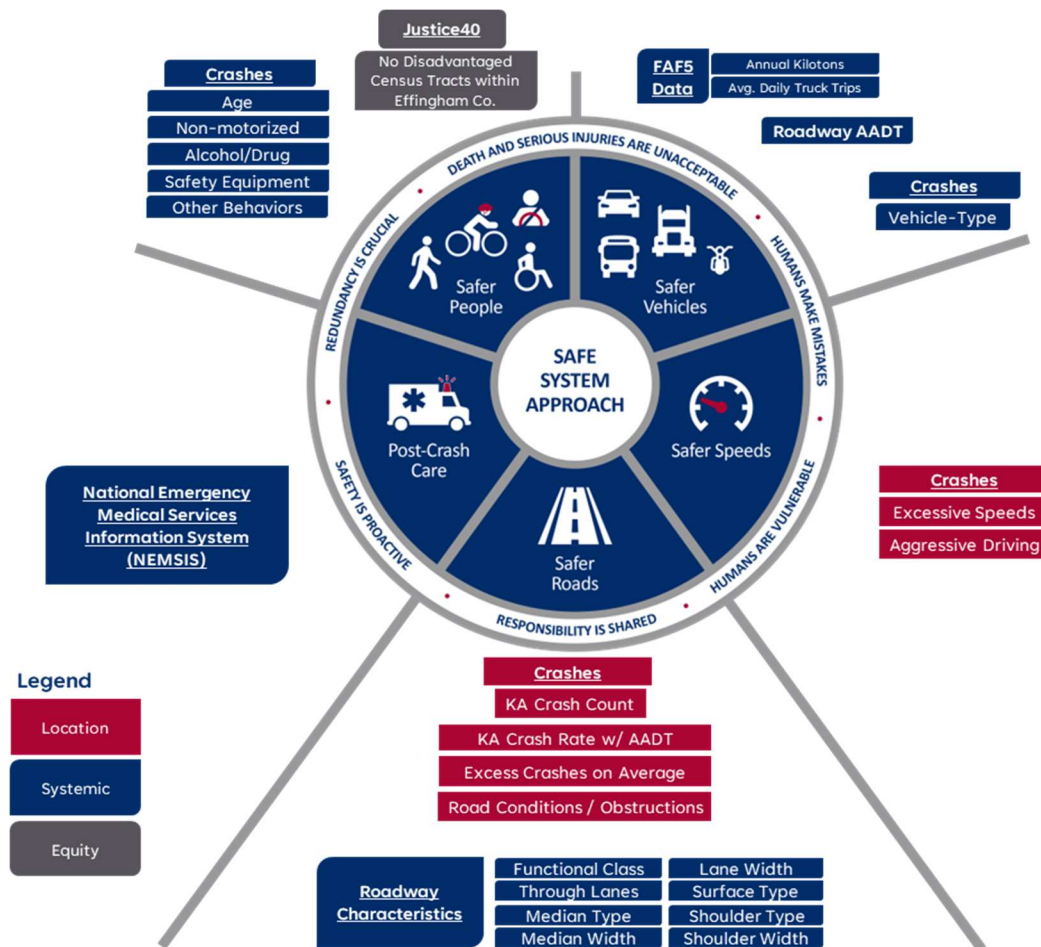 Justice40
No Disadvantaged
Census Tracts within
Effingham Co.
Crashes
Age
Non-motorized
Alcohol/Drug
Safety Equipment
Other Behaviors
FAF5
Data
Annual Kilotons
Avg. Daily Truck Trips
Roadway AADT
Crashes
Vehicle-Type
DEATH AND SERIOUS INJURIES ARE UNACCEPTABLE
HUMANS MAKE MISTAKES
HUMANS ARE VULNERABLE
RESPONSIBILITY IS SHARED
SAFETY IS PROACTIVE
REDUNDANCY IS CRUCIAL
Safer
People
Safer
Vehicles
SAFE
SYSTEM
APPROACH
Post-Crash
Care
Safer Speeds
Safer
Roads
National Emergency
Medical Services
Information System
(NEMSIS)
Crashes
Excessive Speeds
Aggressive Driving
Crashes
KA Crash Count
KA Crash Rate w/ AADT
Excess Crashes on Average
Road Conditions / Obstructions
Legend
Location
Systemic
Equity
Roadway
Characteristics
Functional Class
Through Lanes
Median Type
Median Width
Lane Width
Surface Type
Shoulder Type
Shoulder Width